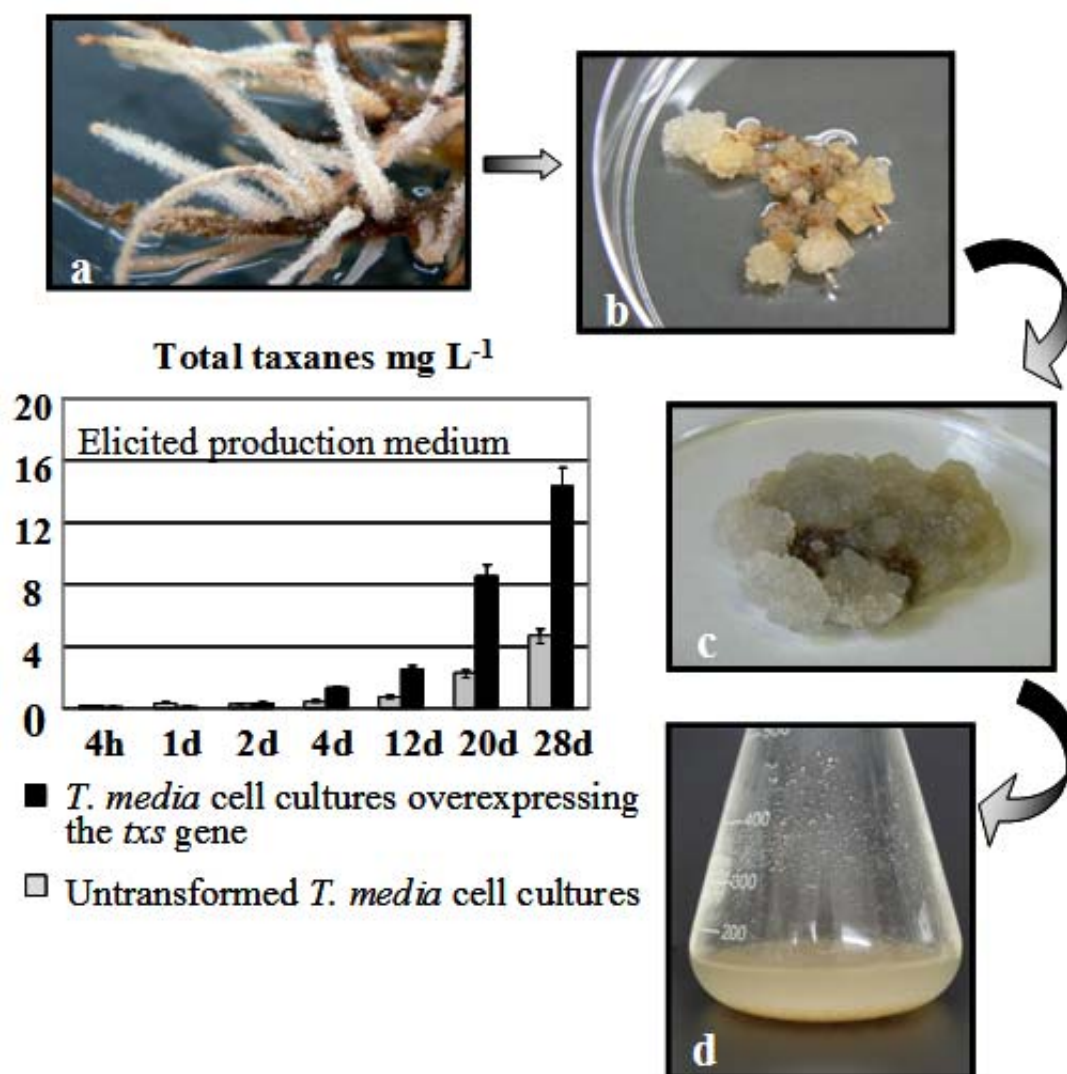 a
b
Total taxanes mg L⁻¹
20
16
12
8
4
0
Elicited production medium
4h 1d 2d 4d 12d 20d 28d
T. media cell cultures overexpressing
the txs gene
Untransformed T. media cell cultures
c
400
300
200
d